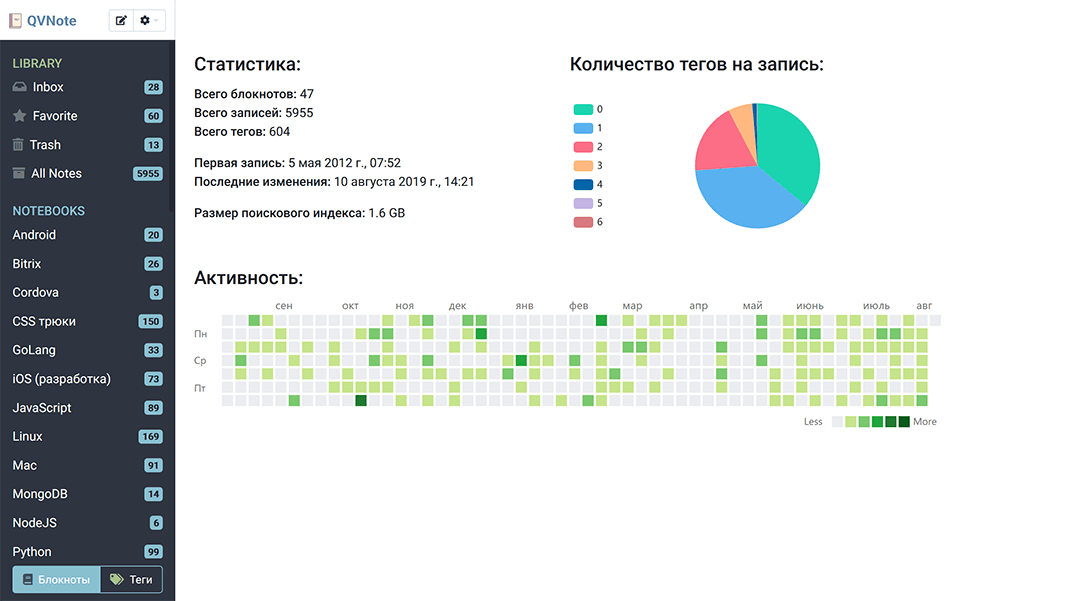 QVNote
LIBRARY
Inbox 28
Favorite 60
Trash 13
All Notes 5955
NOTEBOOKS
Android 20
Bitrix 26
Cordova 3
CSS трюки 150
GoLang 33
iOS (разработка) 73
JavaScript 89
Linux 169
Mac 91
MongoDB 14
NodeJS 6
Python 99
Блокноты Теги
Статистика:
Всего блокнотов: 47
Всего записей: 5955
Всего тегов: 604
Первая запись: 5 мая 2012 г., 07:52
Последние изменения: 10 августа 2019 г., 14:21
Размер поискового индекса: 1.6 GB
Количество тегов на запись:
0
1
2
3
4
5
6
Активность:
сен окт ноя дек янв фев мар апр май июнь июль авг
Пн
Ср
Пт
Less More